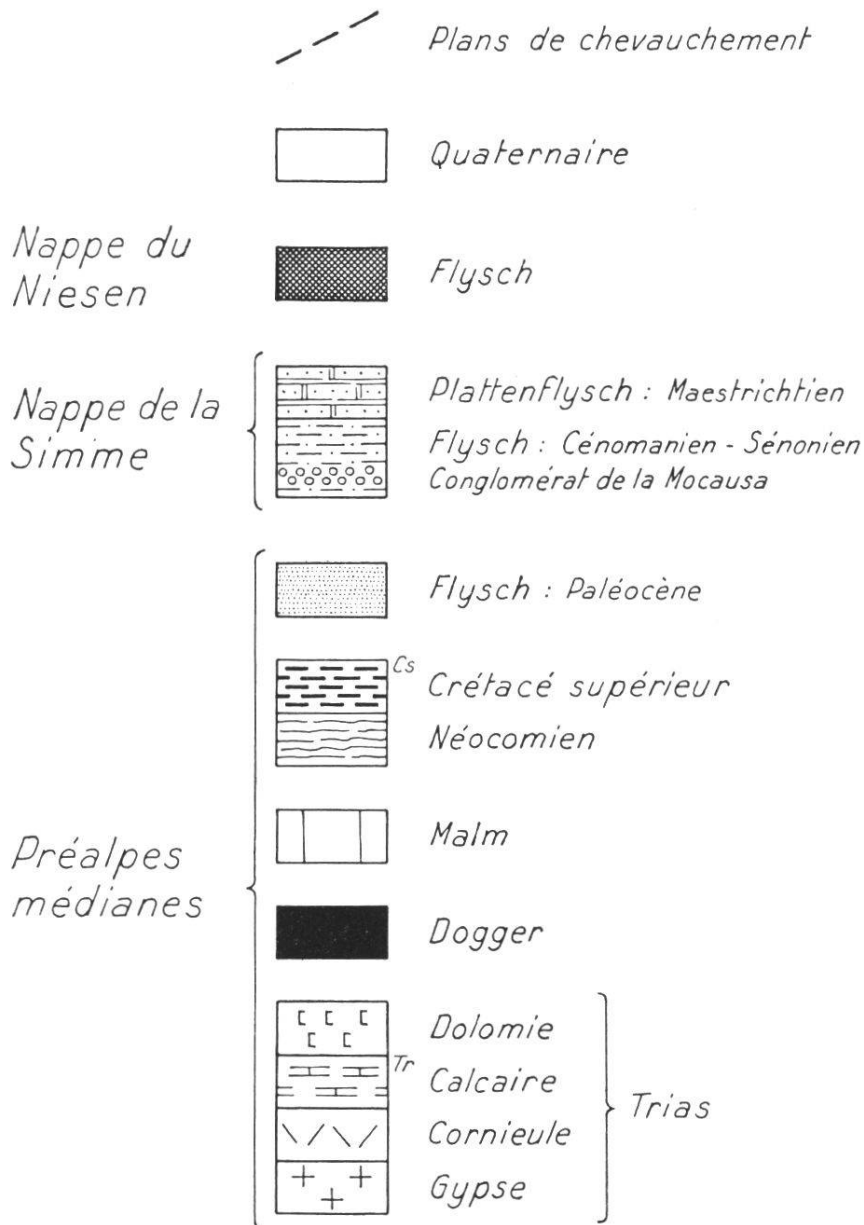 Plans de chevauchement
Quaternaire
Nappe du
Niesen
Flysch
Nappe de la
Simme
Plattenflysch : Maestrichtien
Flysch : Cénomanien - Sénonien
Conglomérat de la Mocausa
Préalpes
médianes
Flysch : Paléocène
Cs
Crétacé supérieur
Néocomien
Malm
Dogger
Dolomie
Tr
Calcaire
Cornieule
Gypse
Trias